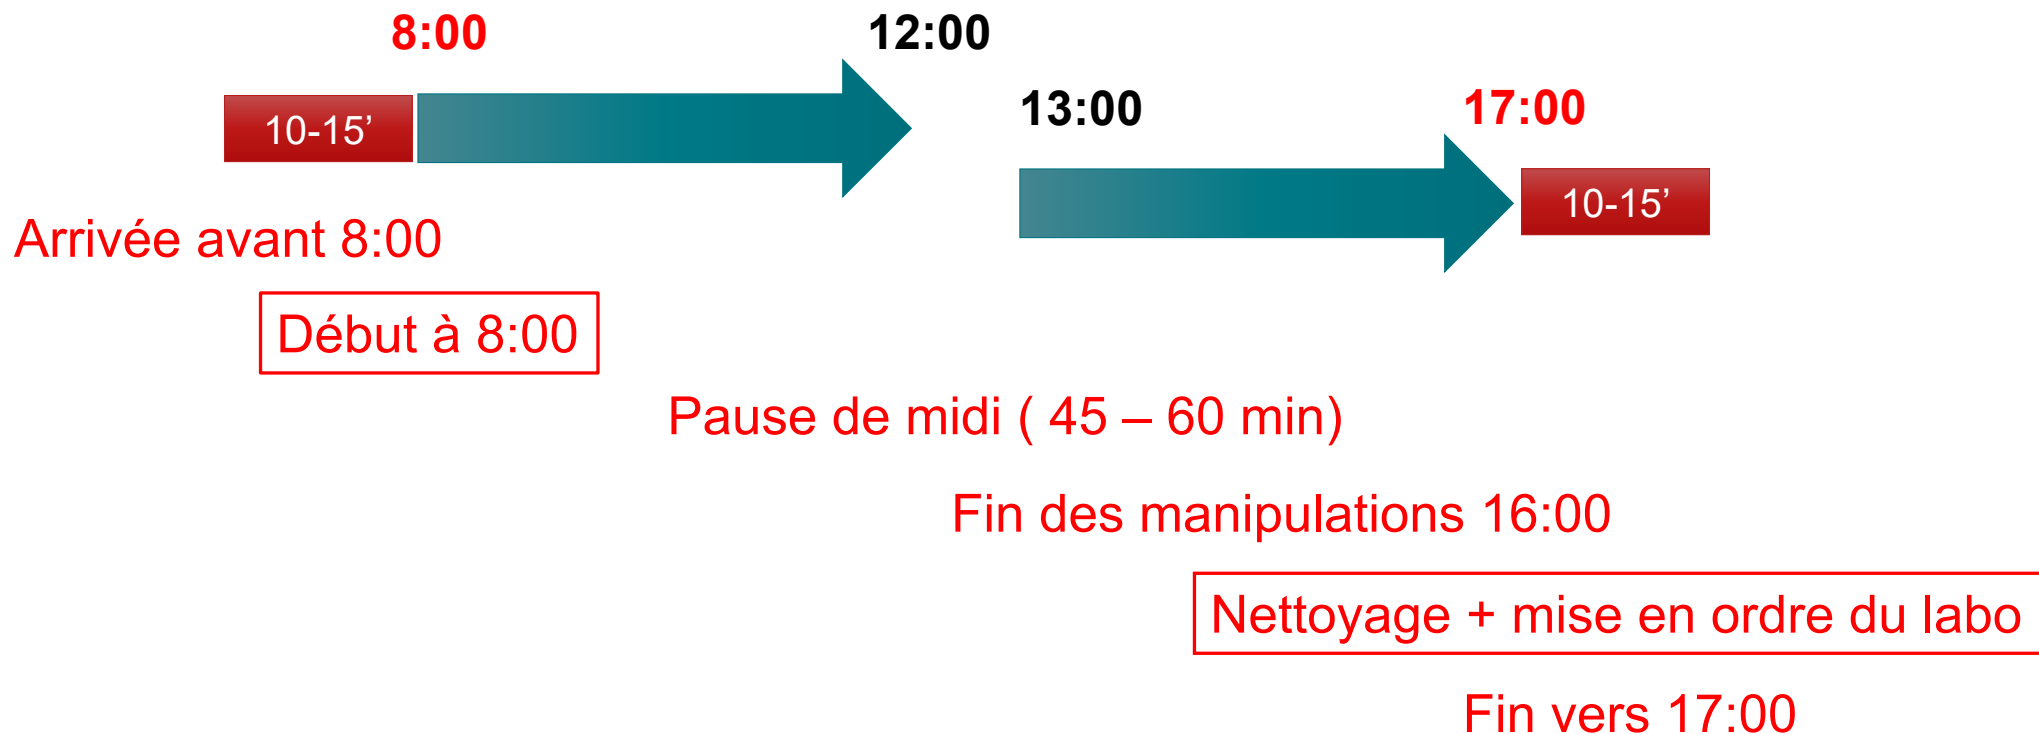 8:00
12:00
10-15’
13:00
17:00
10-15’
Arrivée avant 8:00
Début à 8:00
Pause de midi ( 45 – 60 min)
Fin des manipulations 16:00
Nettoyage + mise en ordre du labo
Fin vers 17:00